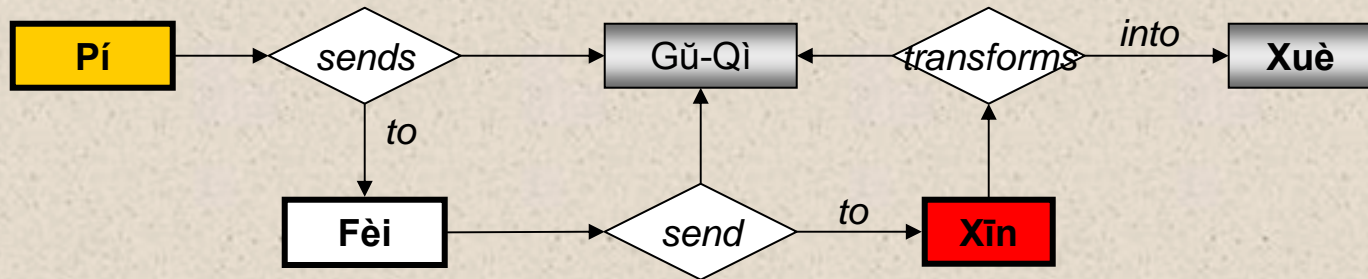 Pí
sends
Gŭ-Qì
transforms
into
Xuè
to
Fèi
send
to
Xīn